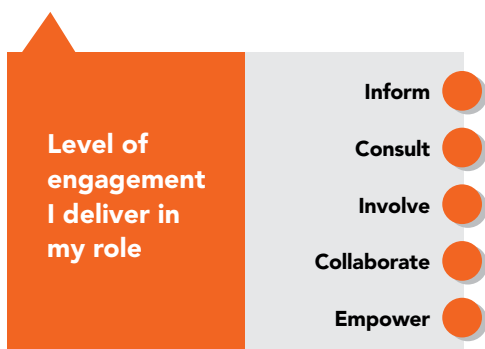 Level of
engagement
I deliver in
my role
Inform
Consult
Involve
Collaborate
Empower